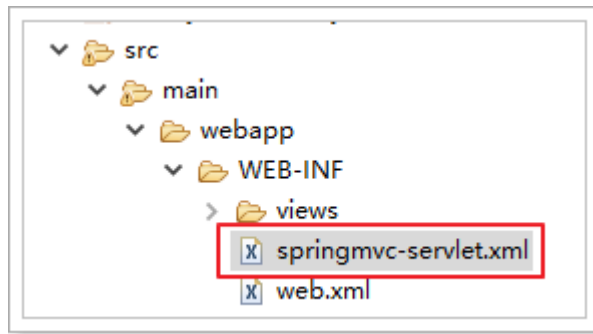 src
main
webapp
WEB-INF
views
springmvc-servlet.xml
web.xml